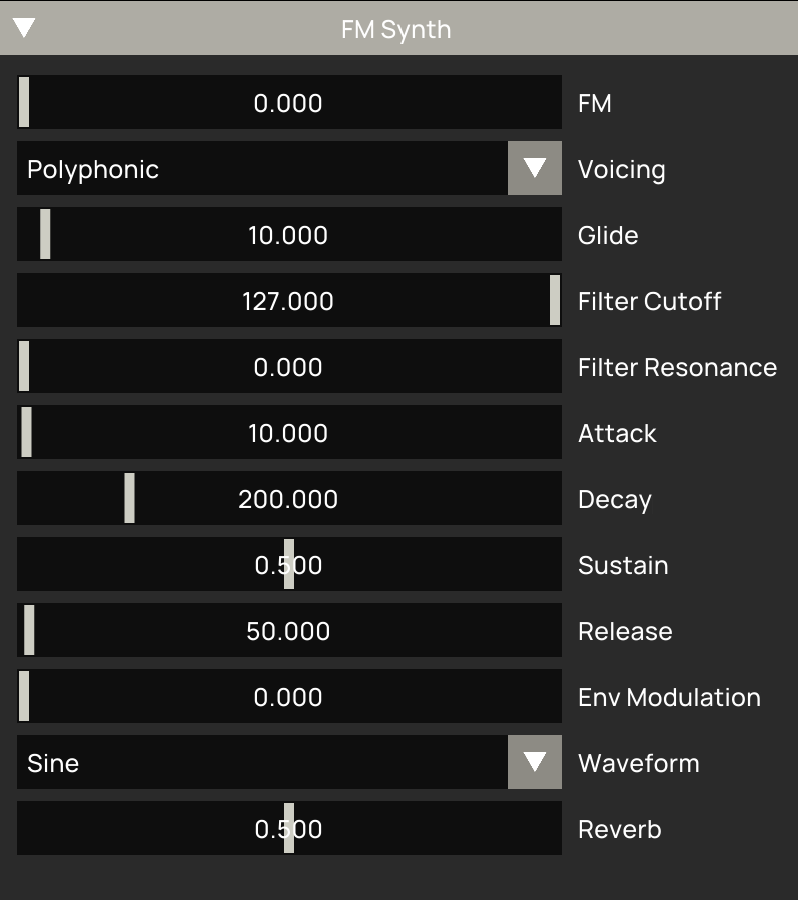 FM Synth
0.000 FM
Polyphonic Voicing
10.000 Glide
127.000 Filter Cutoff
0.000 Filter Resonance
10.000 Attack
200.000 Decay
0.500 Sustain
50.000 Release
0.000 Env Modulation
Sine Waveform
0.500 Reverb